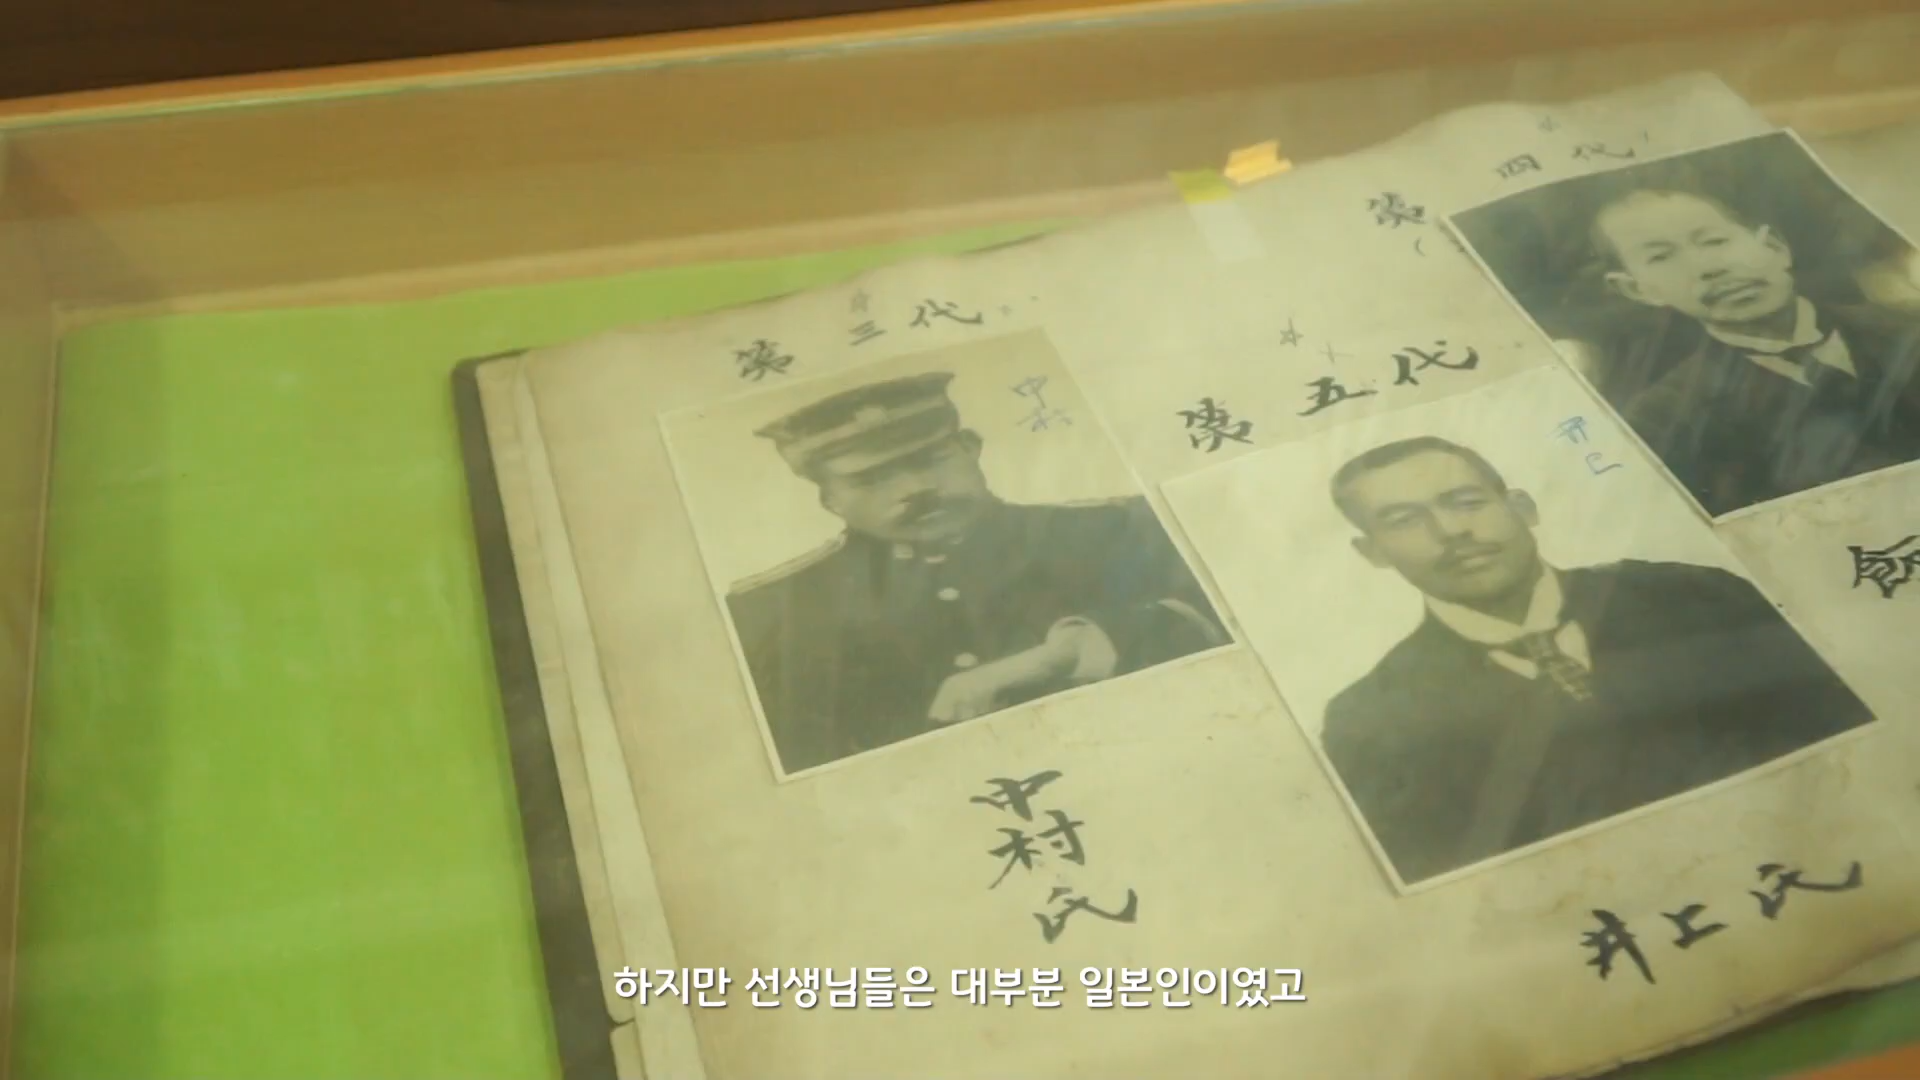 第三代
中村
中村氏
第五代
井上
井上氏
第四代
하지만 선생님들은 대부분 일본인이였고